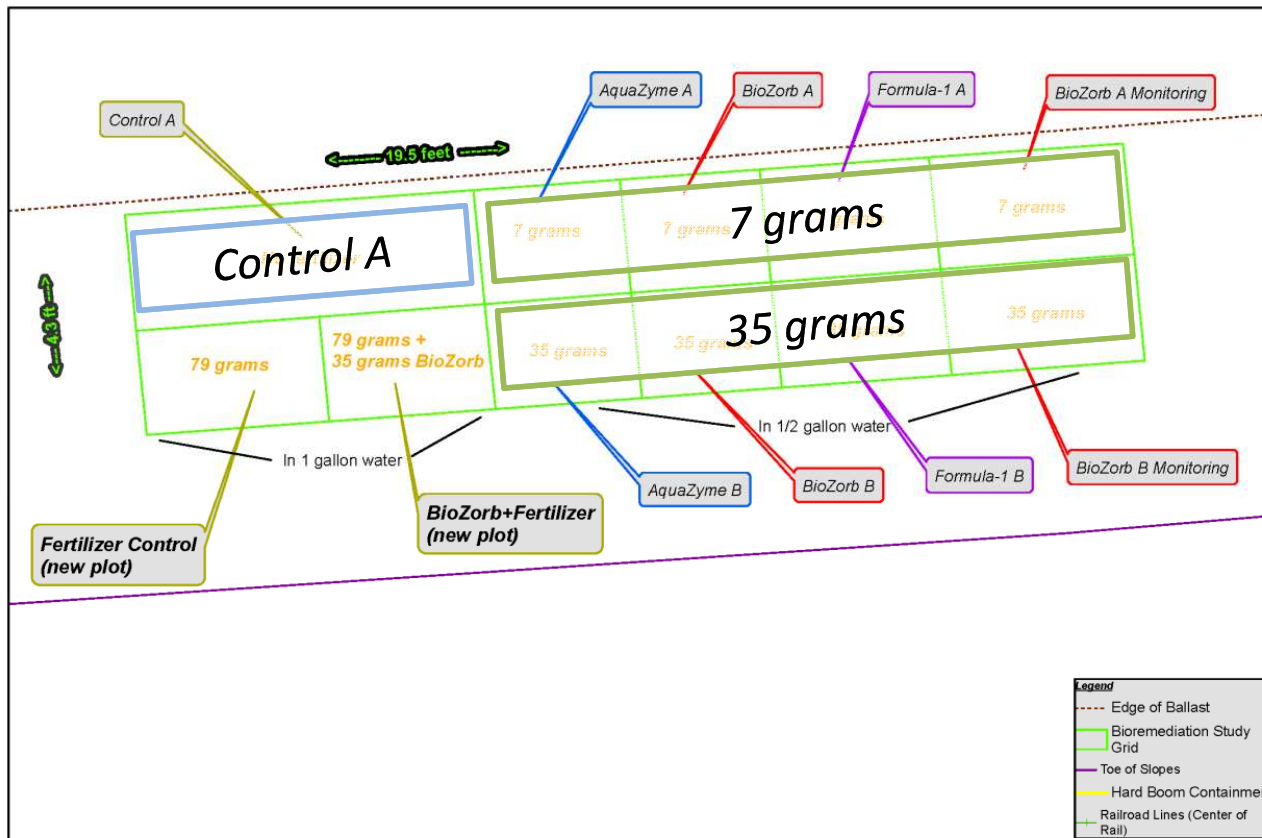 AquaZyme A
BioZorb A
Formula-1 A
BioZorb A Monitoring
Control A
19.5 feet
4.3 ft
Control A
7 grams
7 grams
7 grams
7 grams
35 grams
35 grams
35 grams
35 grams
79 grams
79 grams +
35 grams BioZorb
In 1 gallon water
In 1/2 gallon water
AquaZyme B
BioZorb B
Formula-1 B
BioZorb B Monitoring
Fertilizer Control
(new plot)
BioZorb+Fertilizer
(new plot)
Legend
Edge of Ballast
Bioremediation Study
Grid
Toe of Slopes
Hard Boom Containmen
Railroad Lines (Center of
Rail)